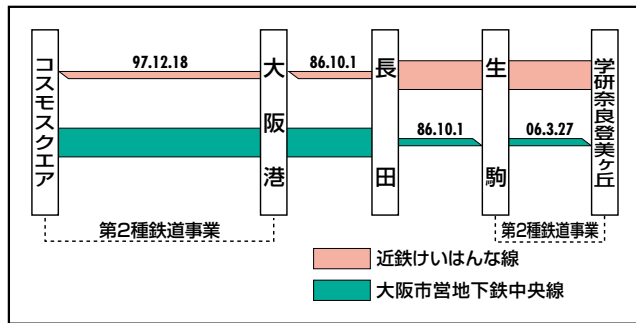 コスモスクエア
97.12.18
大阪港
86.10.1
長田
86.10.1
生駒
06.3.27
学研奈良登美ヶ丘
第2種鉄道事業
第2種鉄道事業
近鉄けいはんな線
大阪市営地下鉄中央線